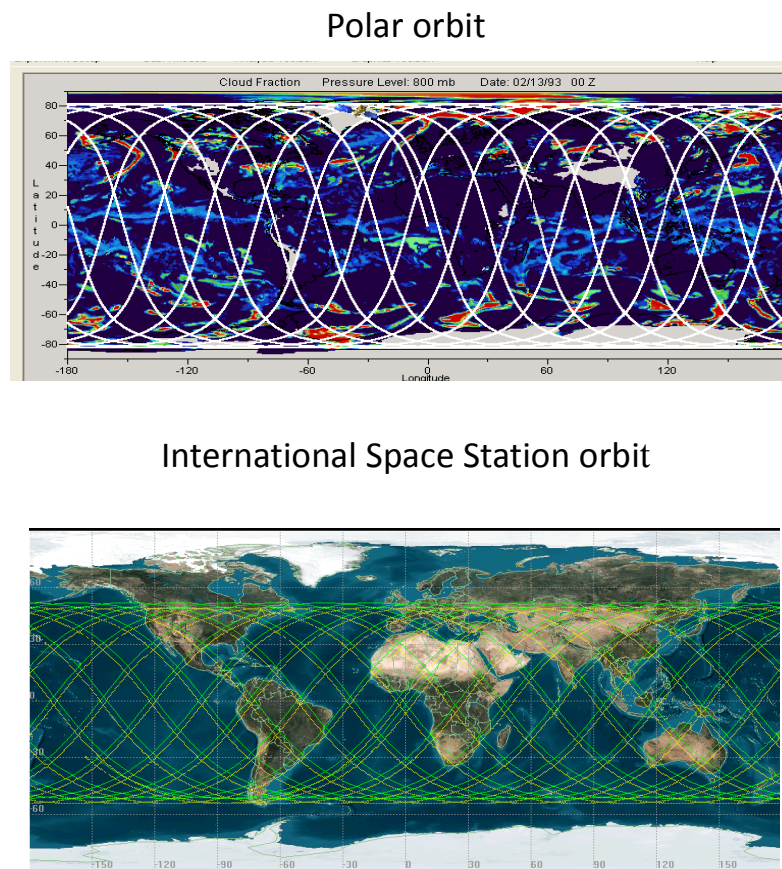 Polar orbit
Cloud Fraction Pressure Level: 800 mb Date: 02/13/93 00 Z
80
60
40
20
0
-20
-40
-60
-80
Latitude
-180 -120 -60 0 60 120
Longitude
International Space Station orbit
60
30
0
-30
-60
-150 -120 -90 -60 -30 0 30 60 90 120 150